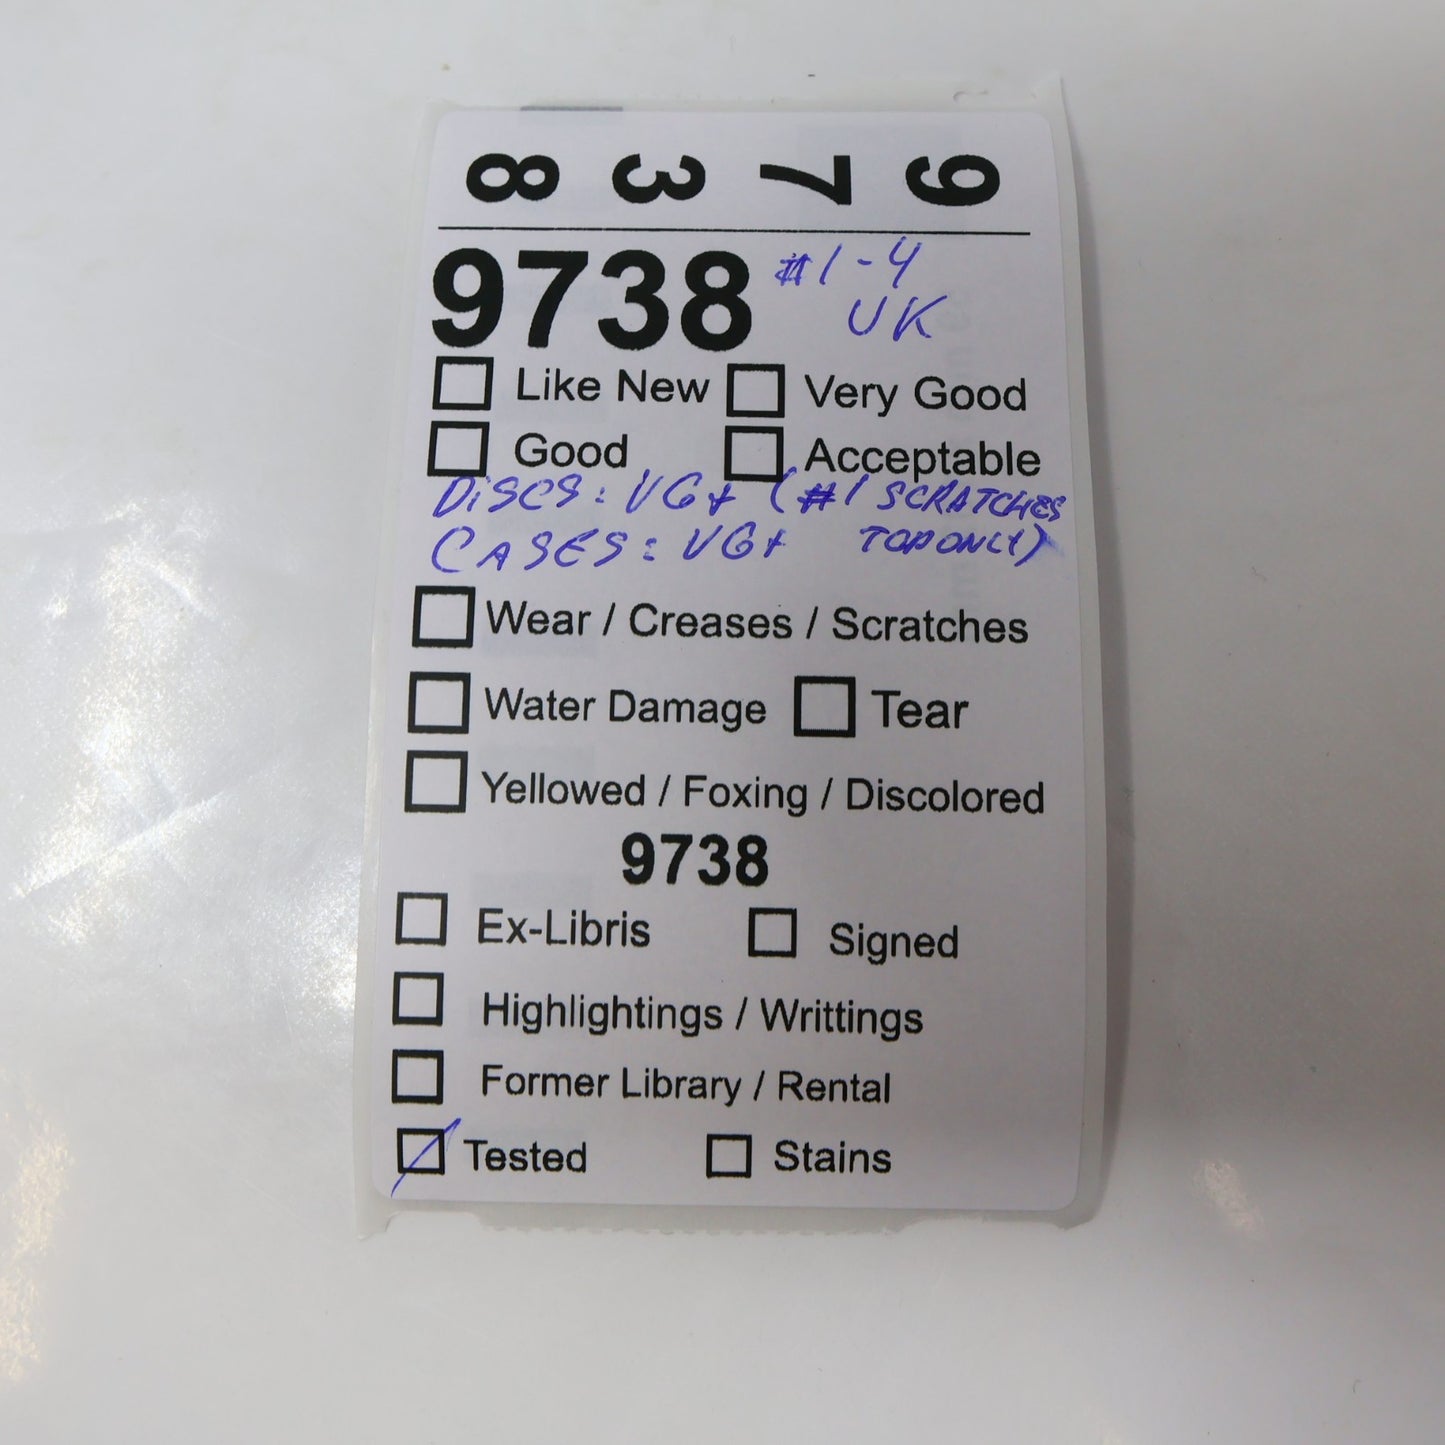 9738
9738 #1-4
UK
Like New Very Good
Good Acceptable
DISCS: VG+ (#1 SCRATCHES
CASES: VG+ TOP ONLY)
Wear / Creases / Scratches
Water Damage Tear
Yellowed / Foxing / Discolored
9738
Ex-Libris Signed
Highlightings / Writtings
Former Library / Rental
Tested Stains